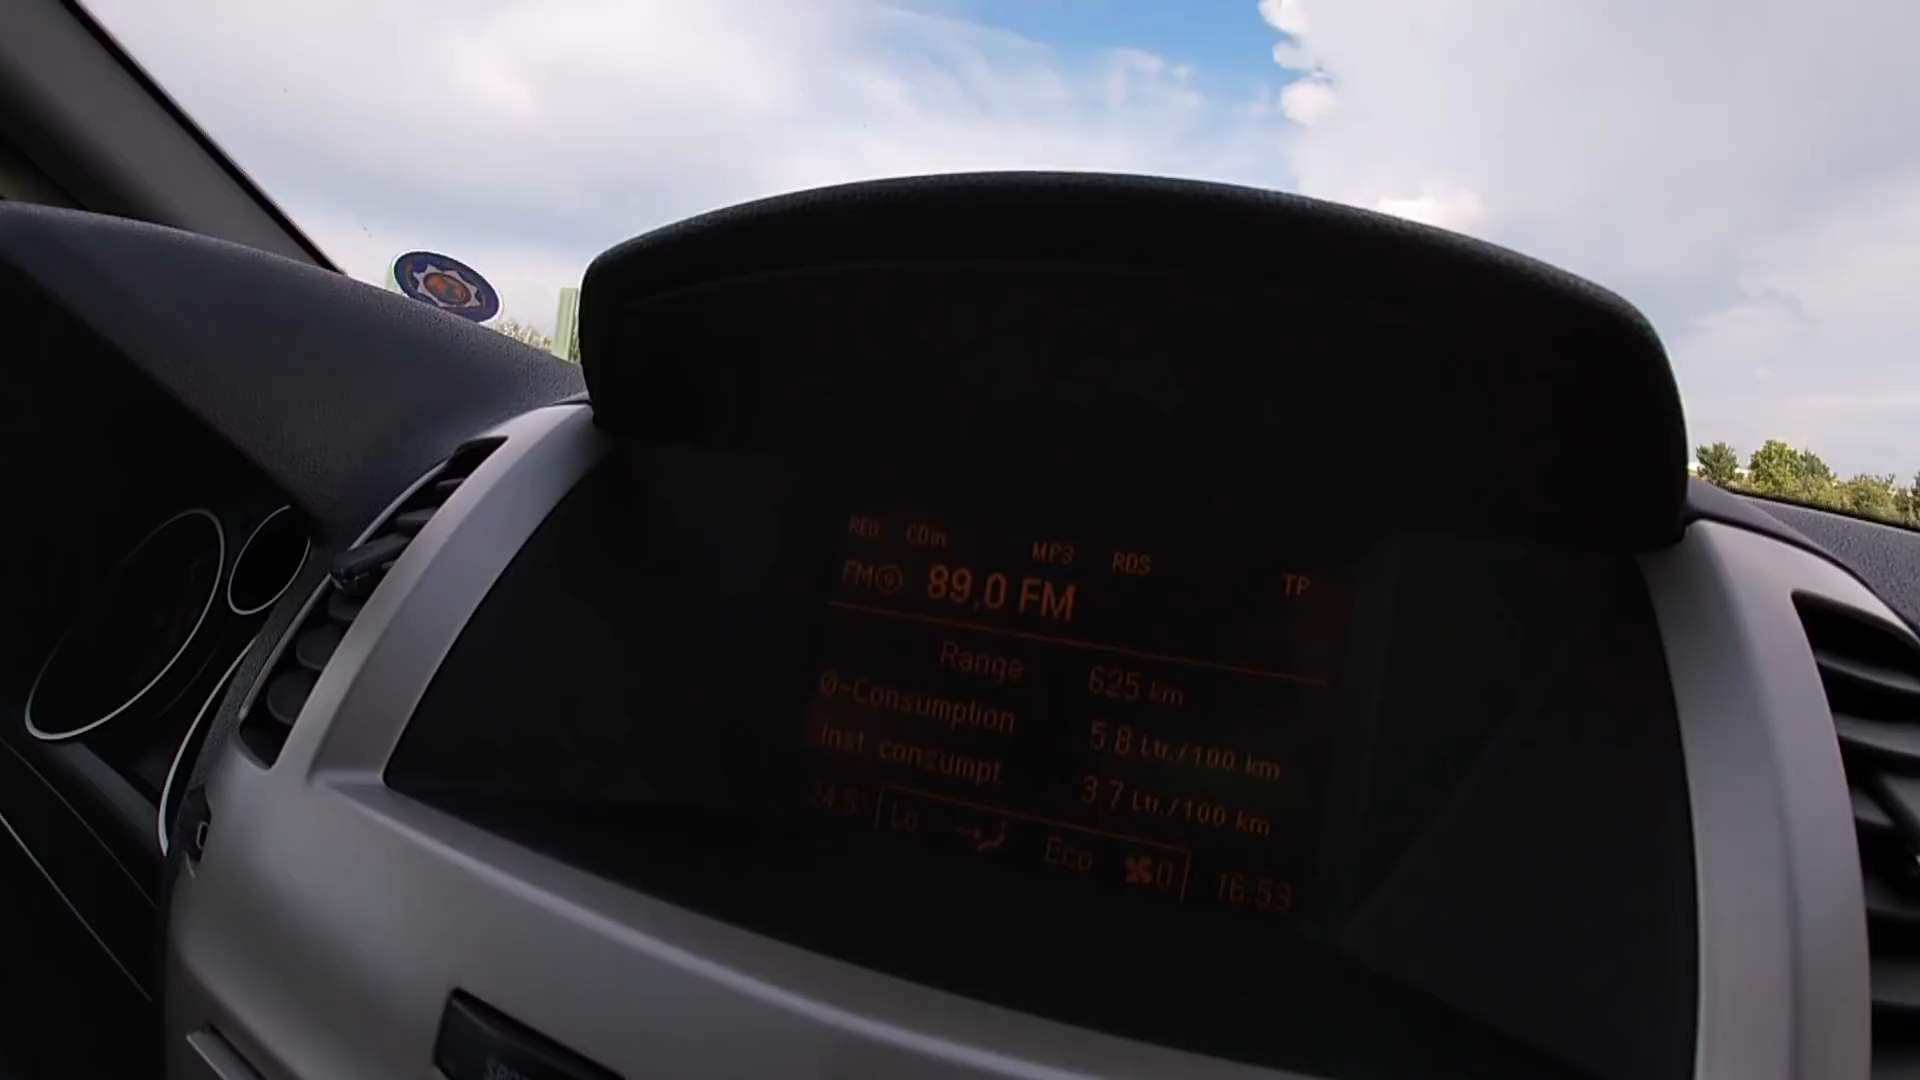 REG CDin MP3 RDS TP
FM 9 89.0 FM
Range 625 km
Ø-Consumption 5.8 Ltr./100 km
Inst consumpt. 3.7 Ltr./100 km
Lo Eco 0 16:53